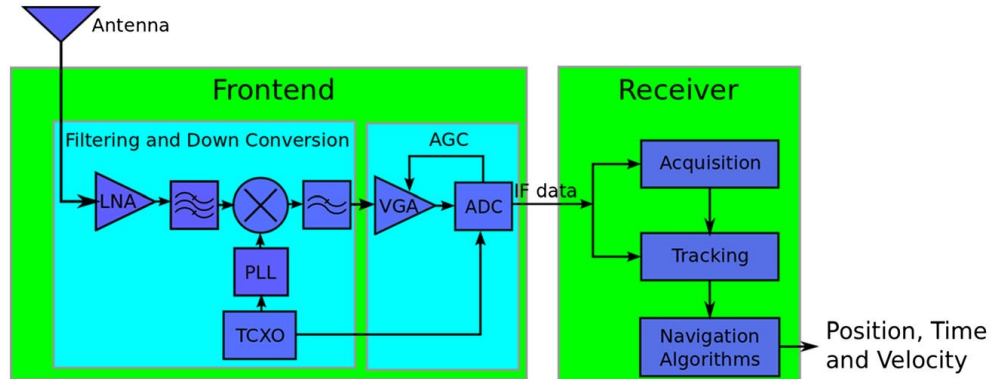 Antenna
Frontend
Receiver
Filtering and Down Conversion
AGC
LNA
VGA
ADC
IF data
PLL
TCXO
Acquisition
Tracking
Navigation
Algorithms
Position, Time
and Velocity